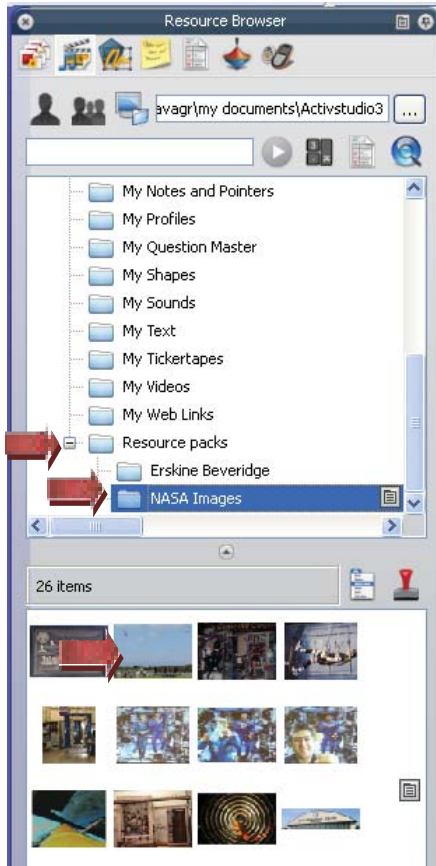 Resource Browser
avagr\my documents\Activstudio3 ...
My Notes and Pointers
My Profiles
My Question Master
My Shapes
My Sounds
My Text
My Tickertapes
My Videos
My Web Links
Resource packs
Erskine Beveridge
NASA Images
26 items